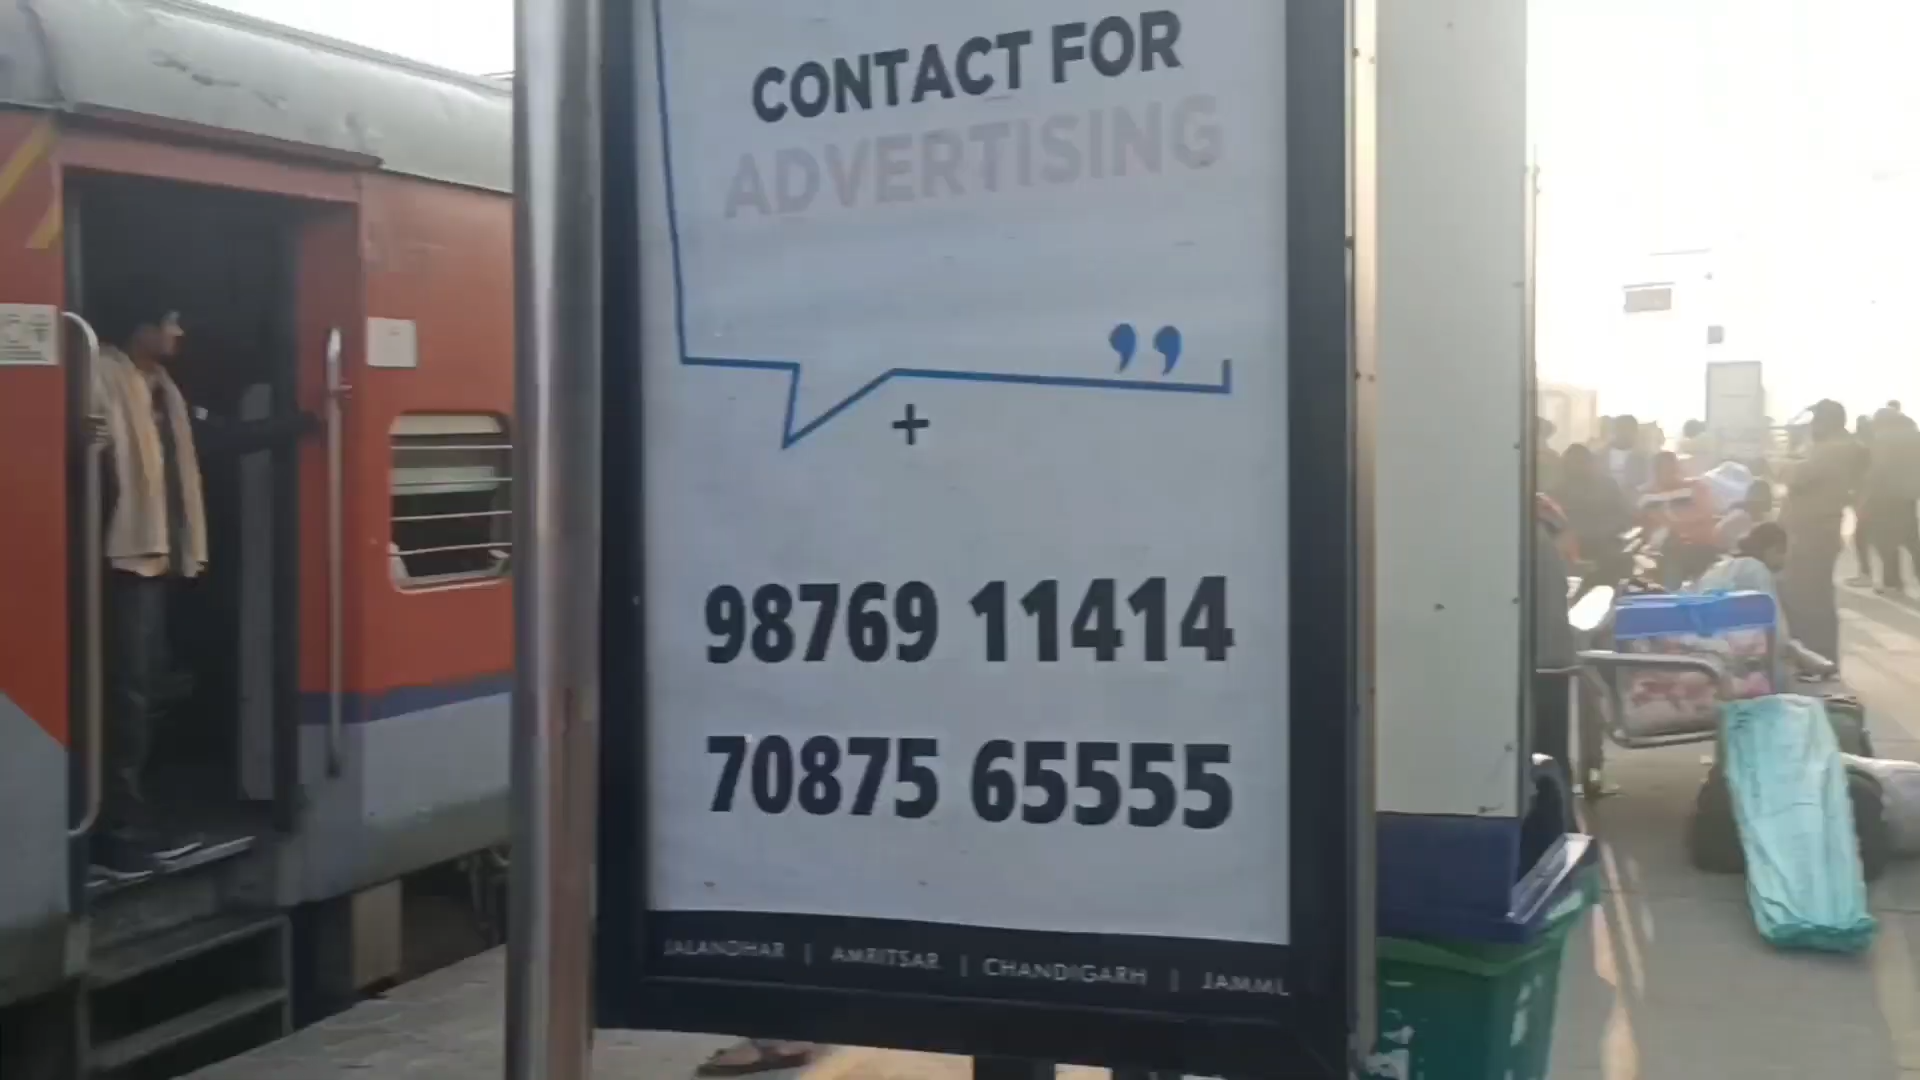 CONTACT FOR
ADVERTISING
”
+
98769 11414
70875 65555
JALANDHAR | AMRITSAR | CHANDIGARH | JAMMU